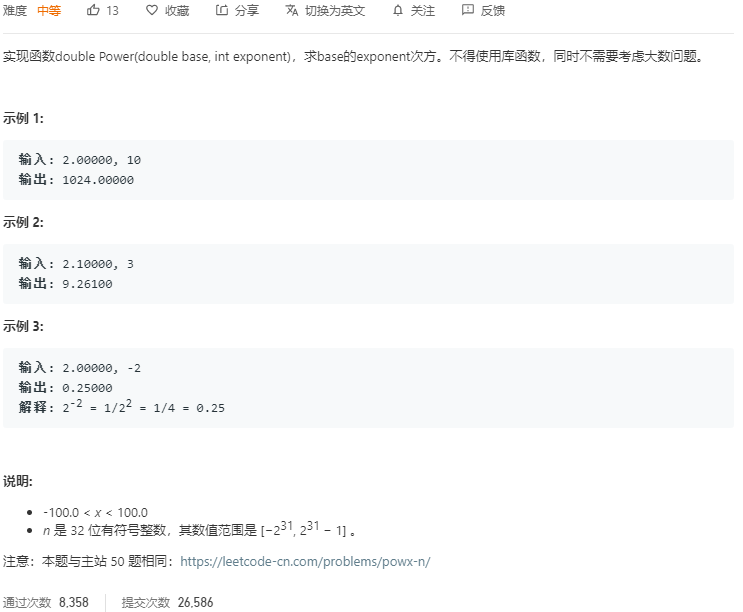 难度 中等 13 收藏 分享 切换为英文 关注 反馈
实现函数double Power(double base, int exponent)，求base的exponent次方。不得使用库函数，同时不需要考虑大数问题。
示例 1:
输入: 2.00000, 10
输出: 1024.00000
示例 2:
输入: 2.10000, 3
输出: 9.26100
示例 3:
输入: 2.00000, -2
输出: 0.25000
解释: 2^-2 = 1/2^2 = 1/4 = 0.25
说明:
• -100.0 < x < 100.0
• n 是 32 位有符号整数，其数值范围是 [−2^31, 2^31 − 1] 。
注意：本题与主站 50 题相同：https://leetcode-cn.com/problems/powx-n/
通过次数 8,358 提交次数 26,586